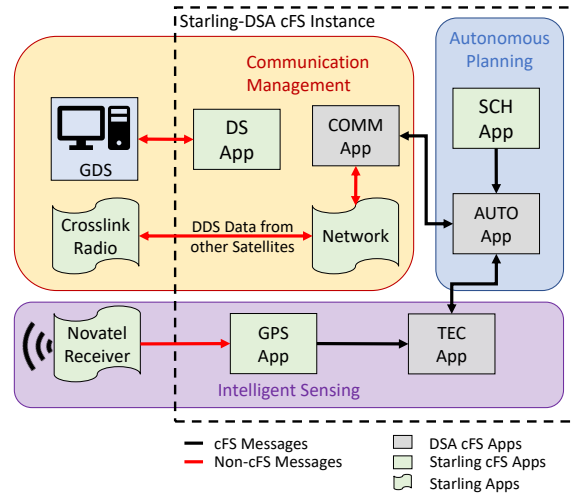 Starling-DSA cFS Instance
Communication
Management
Autonomous
Planning
GDS
DS
App
COMM
App
SCH
App
Crosslink
Radio
DDS Data from
other Satellites
Network
AUTO
App
Novatel
Receiver
GPS
App
TEC
App
Intelligent Sensing
cFS Messages
Non-cFS Messages
DSA cFS Apps
Starling cFS Apps
Starling Apps